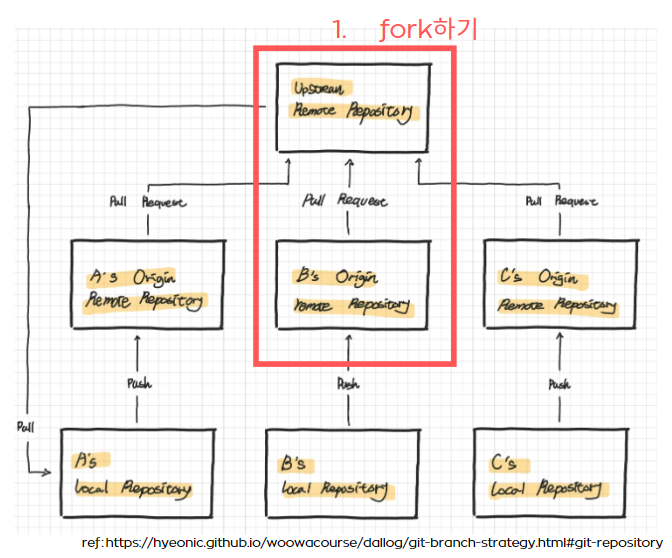 1. fork하기
Upstream
Remote Repository
Pull Request
Pull Request
Pull Request
A's Origin
Remote Repository
B's Origin
remote Repository
C's Origin
Remote Repository
Push
Push
Push
Pull
A's
Local Repository
B's
Local Repository
C's
Local Repository
ref:https://hyeonic.github.io/woowacourse/dallog/git-branch-strategy.html#git-repository